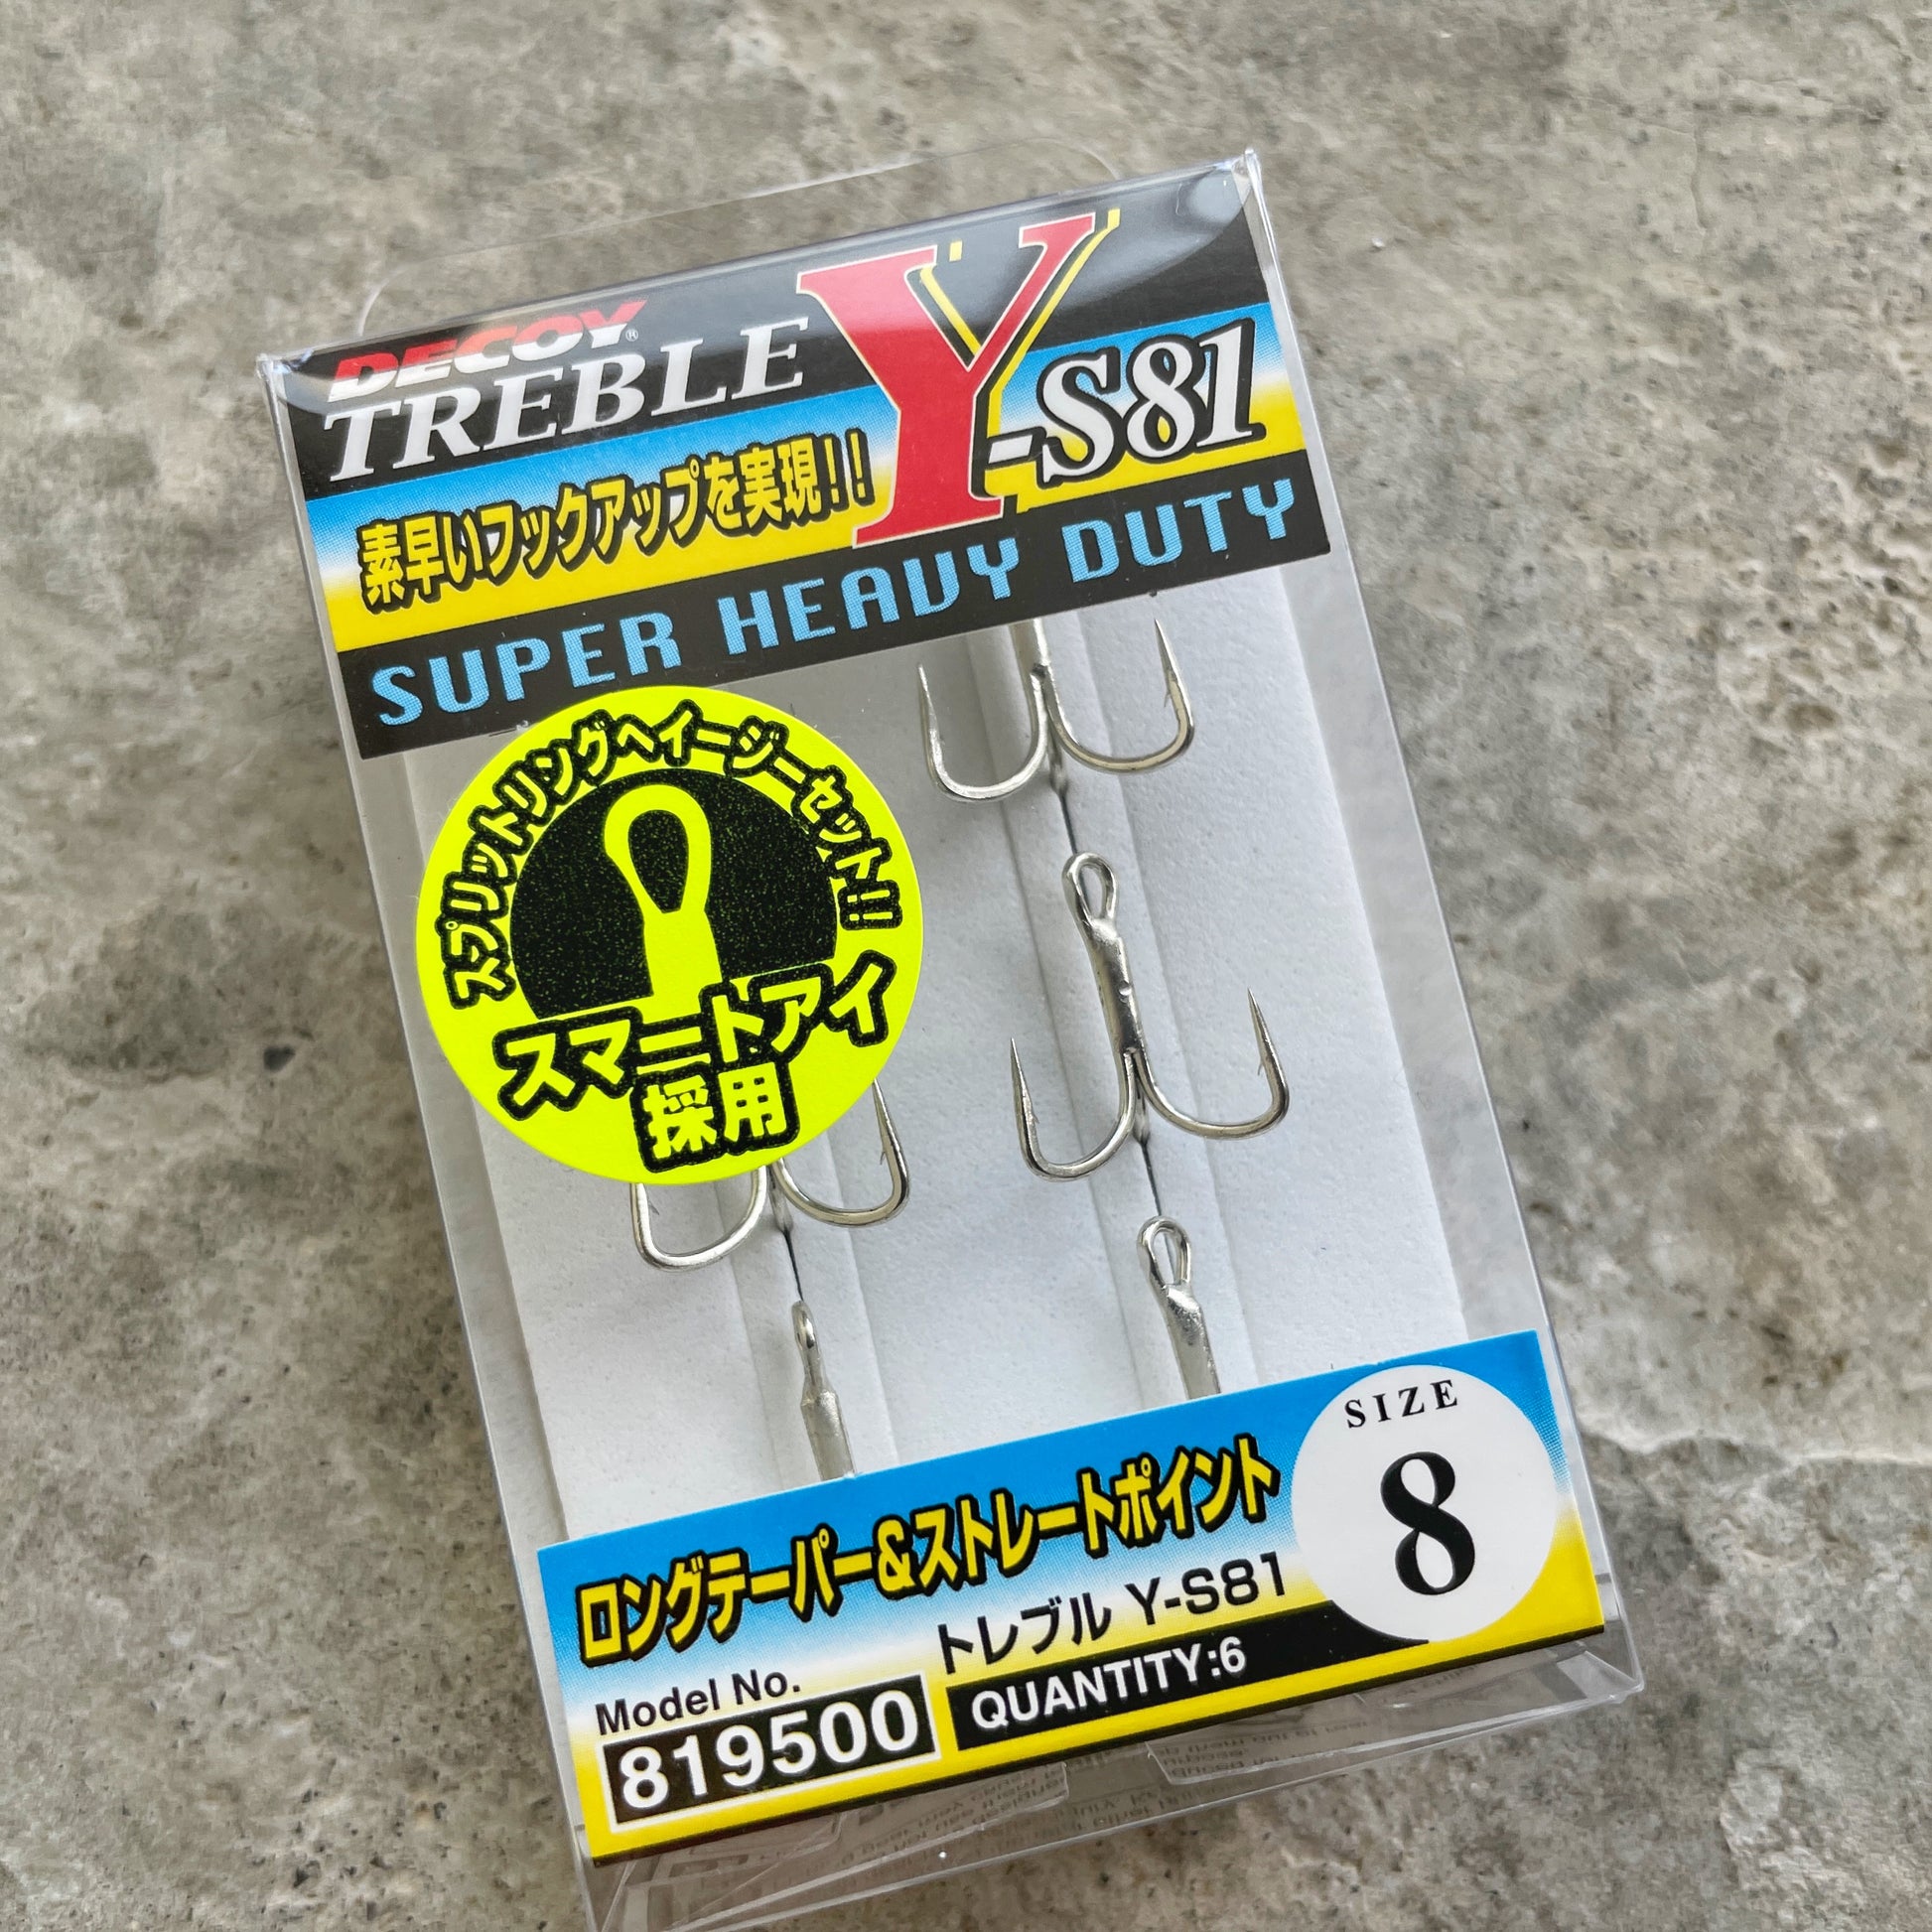 DECOY®
TREBLE Y-S81
素早いフックアップを実現!!
SUPER HEAVY DUTY
スプリットリングへイージーセット!!
スマートアイ
採用
SIZE
8
ロングテーパー&ストレートポイント
トレブル Y-S81
Model No.
819500
QUANTITY:6